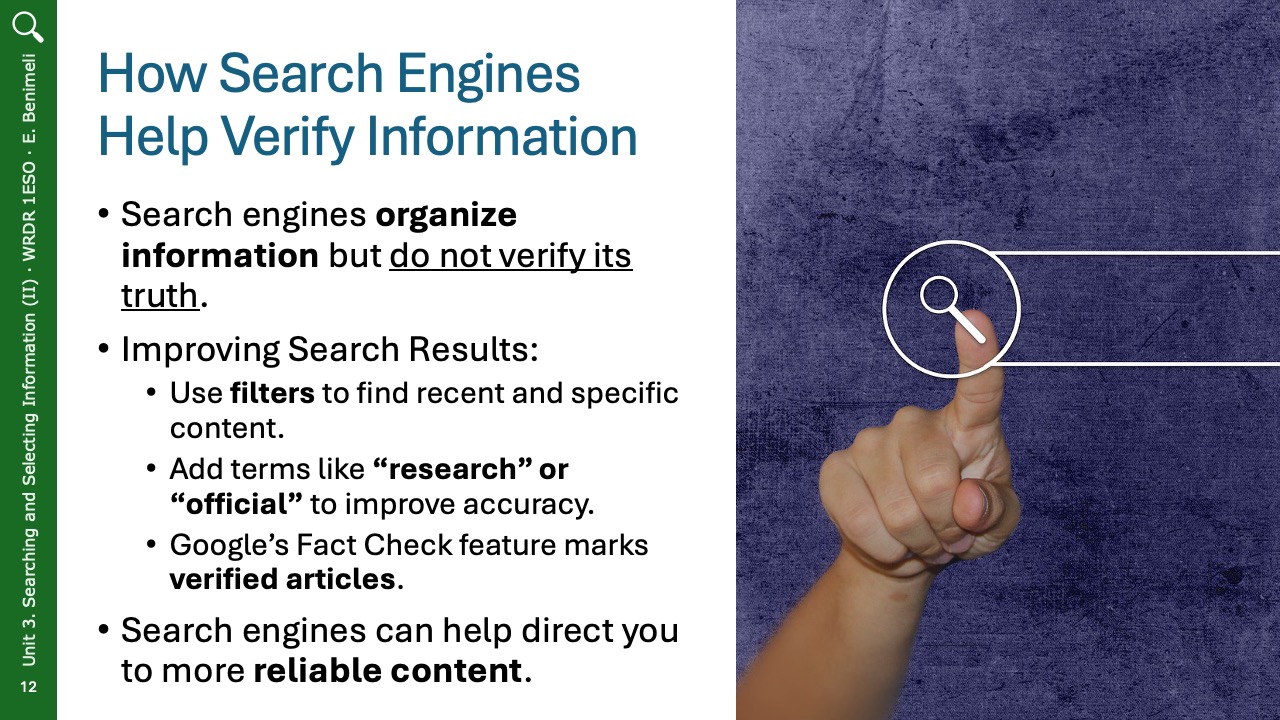 How Search Engines
Help Verify Information
• Search engines organize
information but do not verify its
truth.
• Improving Search Results:
• Use filters to find recent and specific
content.
• Add terms like “research” or
“official” to improve accuracy.
• Google’s Fact Check feature marks
verified articles.
• Search engines can help direct you
to more reliable content.
Unit 3. Searching and Selecting Information (II) · WRDR 1ESO · E. Benimeli
12